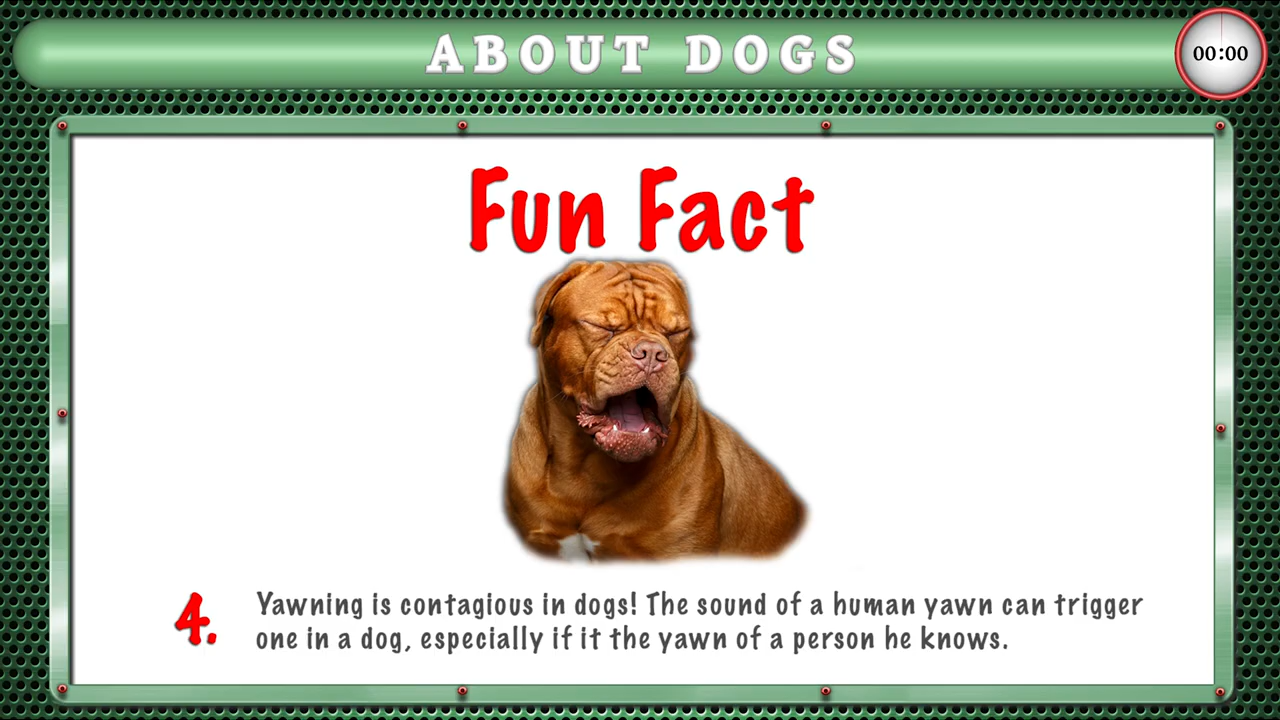 ABOUT DOGS
00:00
Fun Fact
4.
Yawning is contagious in dogs! The sound of a human yawn can trigger
one in a dog, especially if it the yawn of a person he knows.